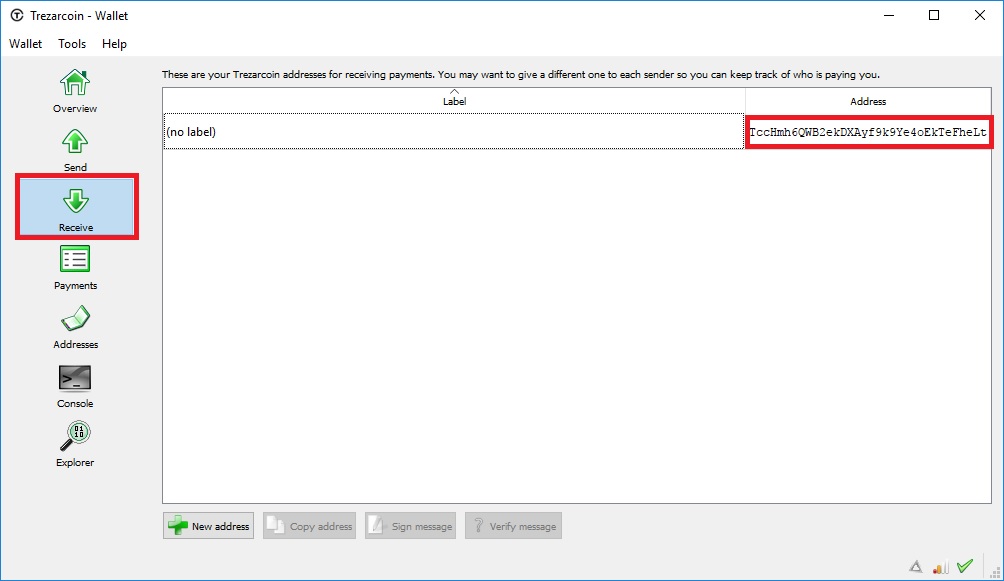 Trezarcoin - Wallet
Wallet Tools Help
These are your Trezarcoin addresses for receiving payments. You may want to give a different one to each sender so you can keep track of who is paying you.
Label Address
(no label) TccHmh6QWB2ekDXAyf9k9Ye4oEkTeFheLt
Overview
Send
Receive
Payments
Addresses
Console
Explorer
New address Copy address Sign message Verify message